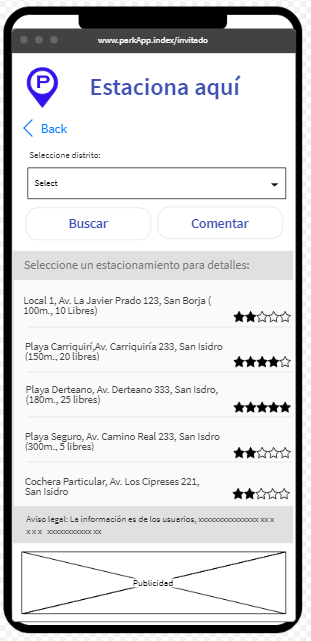 www.parkApp.index/invitado
P
Estaciona aquí
Back
Seleccione distrito:
Select
Buscar
Comentar
Seleccione un estacionamiento para detalles:
Local 1, Av. La Javier Prado 123, San Borja (
100m., 10 Libres)
Playa Carriquirí,Av. Carriquiría 233, San Isidro
(150m., 20 libres)
Playa Derteano, Av. Derteano 333, San Isdro,
(180m., 25 libres)
Playa Seguro, Av. Camino Real 233, San Isdro
(300m., 5 libres)
Cochera Particular, Av. Los Cipreses 221,
San Isidro
Aviso legal: La información es de los usuarios, xxxxxxxxxxxxxxx xx x
x x x xxxxxxxxxxx xx
Publicidad